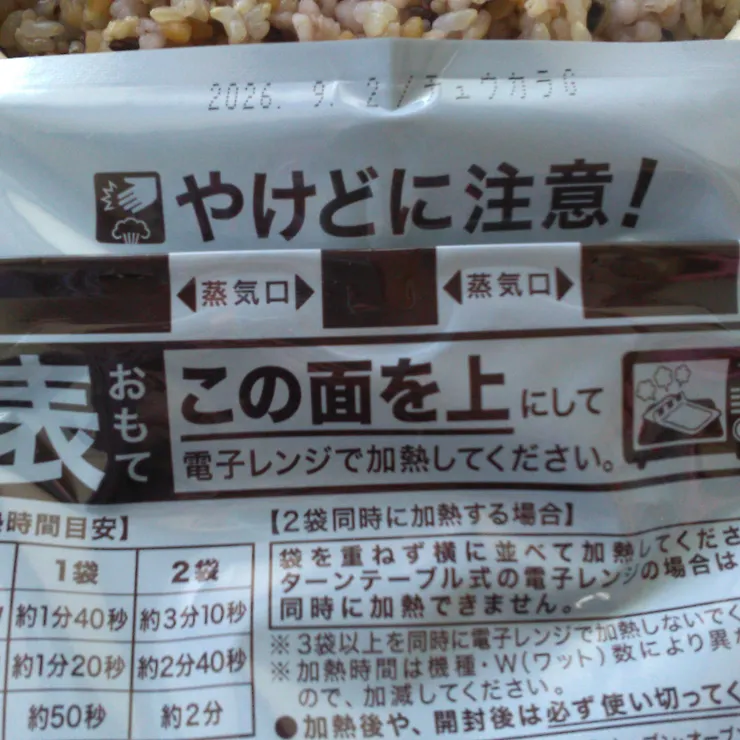 2026. 9. 2/チュウカラG
やけどに注意!
蒸気口 蒸気口
表 おもて
この面を上にして
電子レンジで加熱してください。
時間目安】
1袋 2袋
約1分40秒 約3分10秒
約1分20秒 約2分40秒
約50秒 約2分
【2袋同時に加熱する場合】
袋を重ねず横に並べて加熱してくださ
ターンテーブル式の電子レンジの場合は
同時に加熱できません。
※3袋以上を同時に電子レンジで加熱しないでく
※加熱時間は機種・W(ワット)数により異
ので、加減してください。
●加熱後や、開封後は必ず使い切ってく